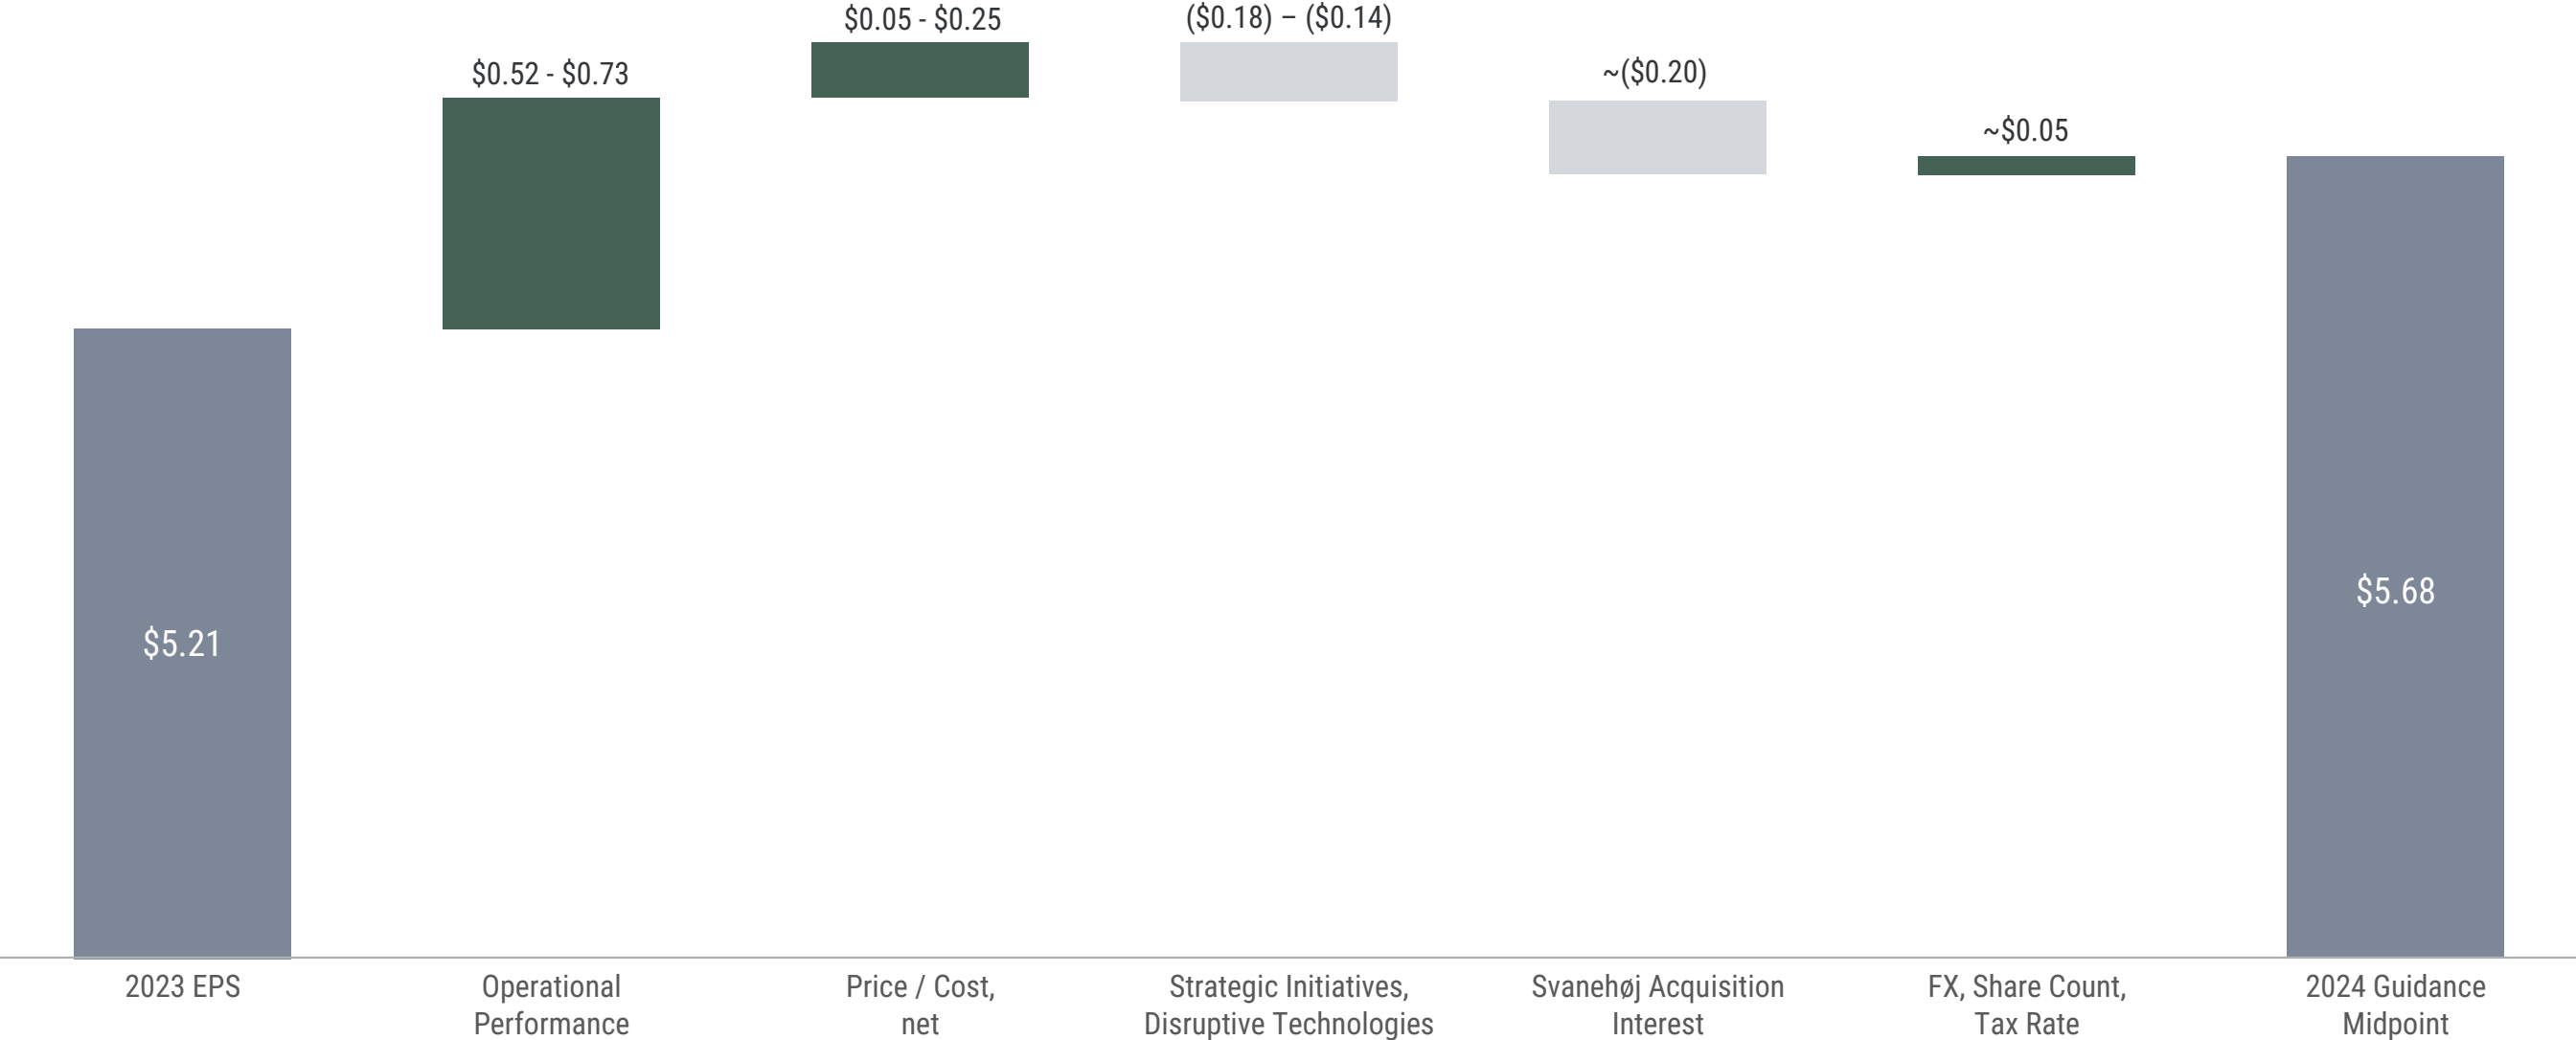 $0.52 - $0.73
$0.05 - $0.25
($0.18) – ($0.14)
~($0.20)
~$0.05
$5.21
$5.68
2023 EPS
Operational
Performance
Price / Cost,
net
Strategic Initiatives,
Disruptive Technologies
Svanehøj Acquisition
Interest
FX, Share Count,
Tax Rate
2024 Guidance
Midpoint